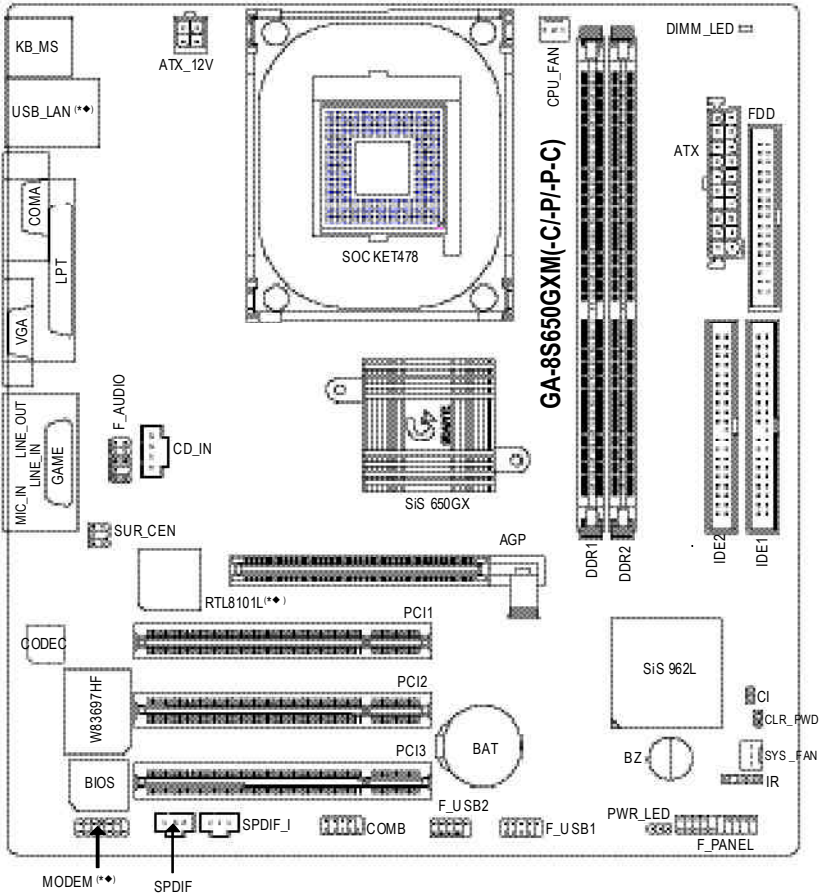 KB_MS
ATX_12V
CPU_FAN
DIMM_LED
USB_LAN (*◆)
ATX
FDD
COMA
LPT
VGA
SOCKET478
GA-8S650GXM(-C/-P/-P-C)
F_AUDIO
CD_IN
MIC_IN
LINE_IN
LINE_OUT
GAME
SiS 650GX
SUR_CEN
AGP
DDR1
DDR2
IDE2
IDE1
RTL8101L(*◆)
PCI1
CODEC
SiS 962L
W83697HF
PCI2
CI
CLR_PWD
PCI3
BAT
BZ
SYS_FAN
BIOS
IR
SPDIF_I
COMB
F_USB2
F_USB1
PWR_LED
F_PANEL
MODEM (*◆)
SPDIF